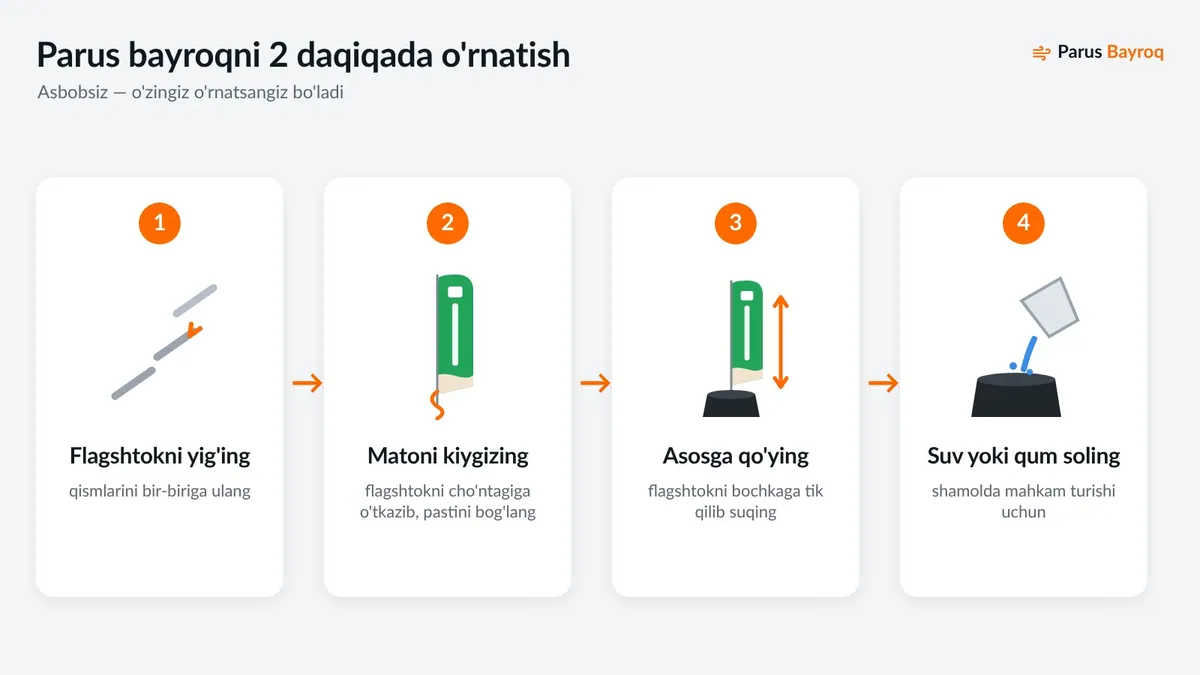 Parus bayroqni 2 daqiqada o'rnatish
Parus Bayroq
Asbobsiz — o'zingiz o'rnatsangiz bo'ladi
1
Flagshtokni yig'ing
qismlarini bir-biriga ulang
2
Matoni kiygizing
flagshtokni cho'ntagiga
o'tkazib, pastini bog'lang
3
Asosga qo'ying
flagshtokni bochkaga tik
qilib suqing
4
Suv yoki qum soling
shamolda mahkam turishi
uchun